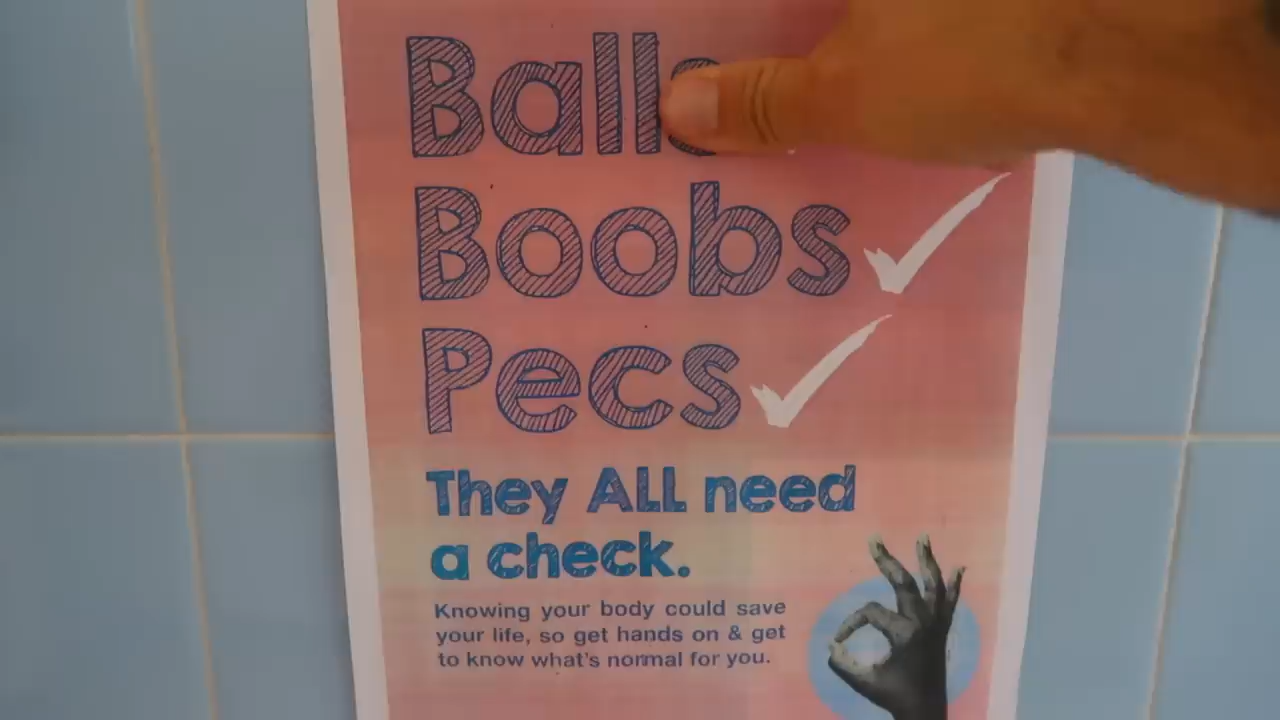 Balls
Boobs
Pecs
They ALL need
a check.
Knowing your body could save
your life, so get hands on & get
to know what's normal for you.